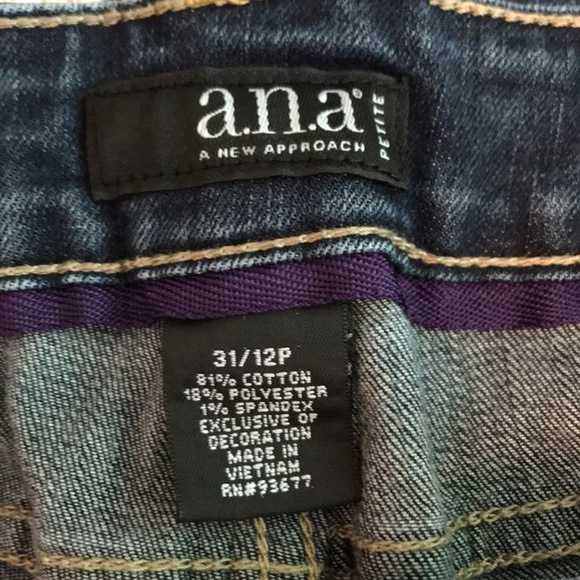 a.n.a®
A NEW APPROACH
PETITE
31/12P
81% COTTON
18% POLYESTER
1% SPANDEX
EXCLUSIVE OF
DECORATION
MADE IN
VIETNAM
RN#93677